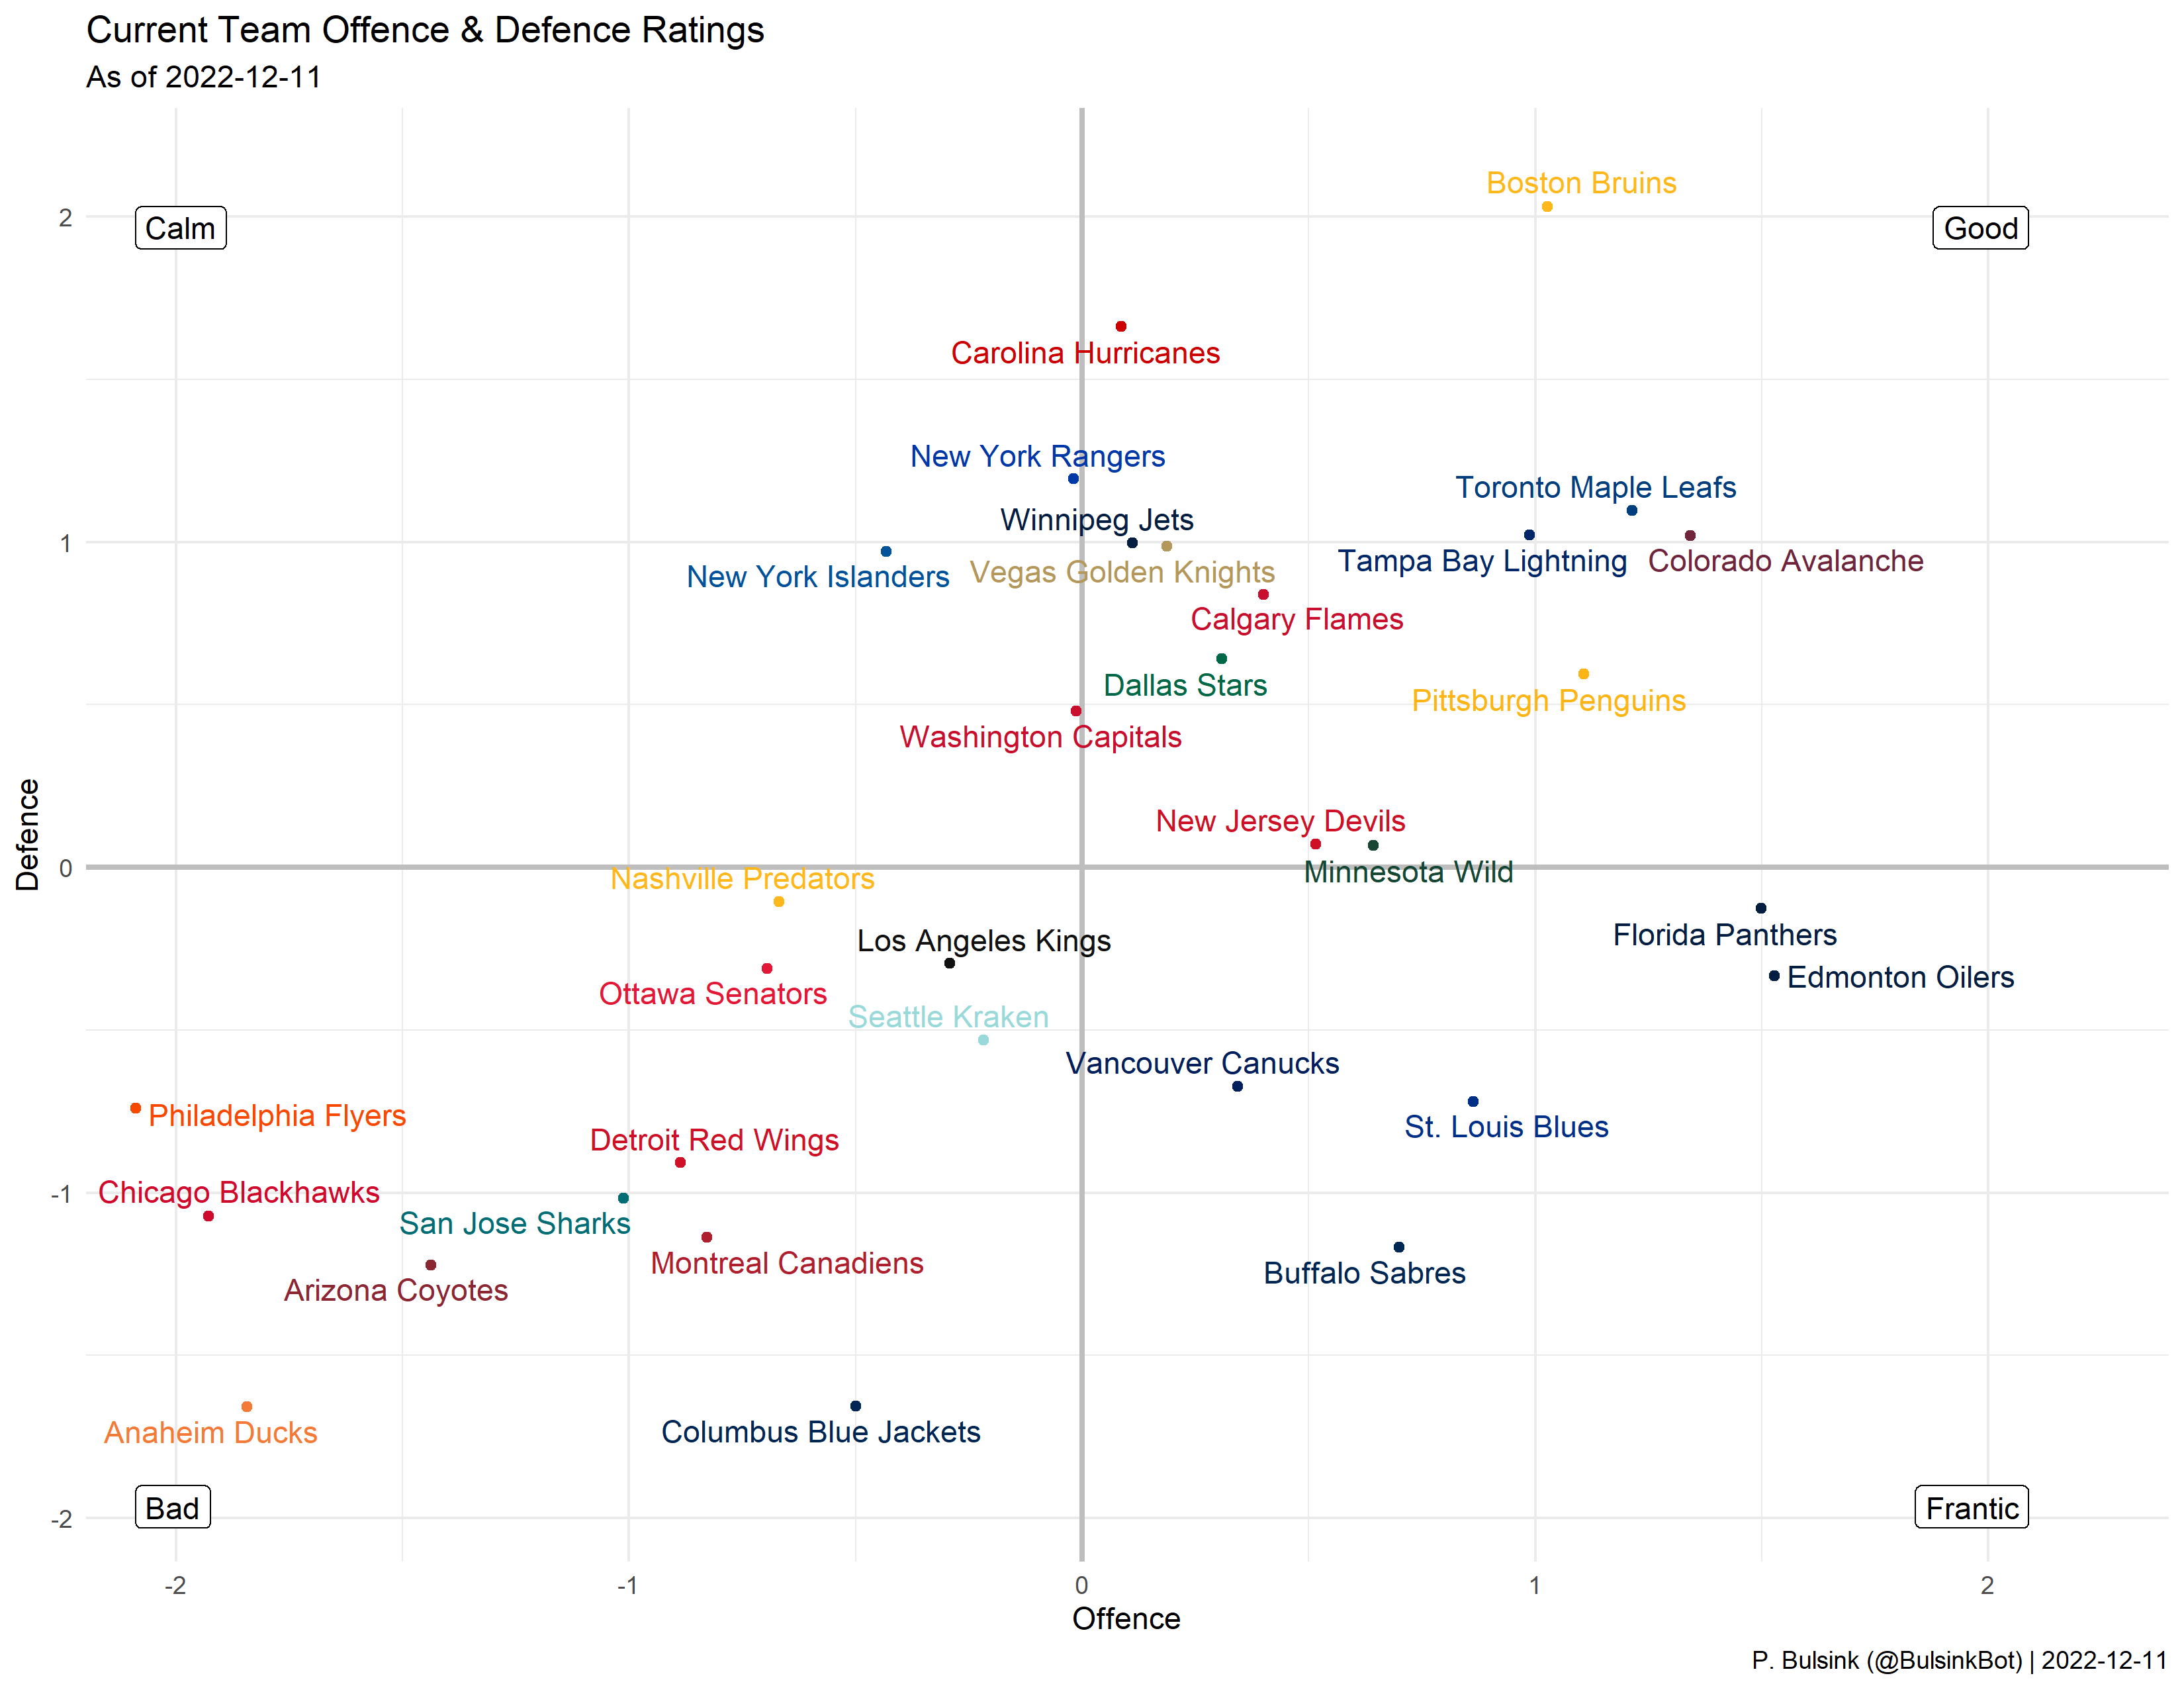 Current Team Offence & Defence Ratings
As of 2022-12-11
Boston Bruins
2
Calm
Good
Carolina Hurricanes
New York Rangers
Toronto Maple Leafs
Winnipeg Jets
1
Tampa Bay Lightning
Colorado Avalanche
New York Islanders
Vegas Golden Knights
Calgary Flames
Dallas Stars
Pittsburgh Penguins
Washington Capitals
New Jersey Devils
Defence
0
Minnesota Wild
Nashville Predators
Florida Panthers
Los Angeles Kings
Edmonton Oilers
Ottawa Senators
Seattle Kraken
Vancouver Canucks
Philadelphia Flyers
St. Louis Blues
Detroit Red Wings
-1
Chicago Blackhawks
San Jose Sharks
Montreal Canadiens
Buffalo Sabres
Arizona Coyotes
Anaheim Ducks
Columbus Blue Jackets
Bad
Frantic
-2
-2
-1
0
1
2
Offence
P. Bulsink (@BulsinkBot) | 2022-12-11